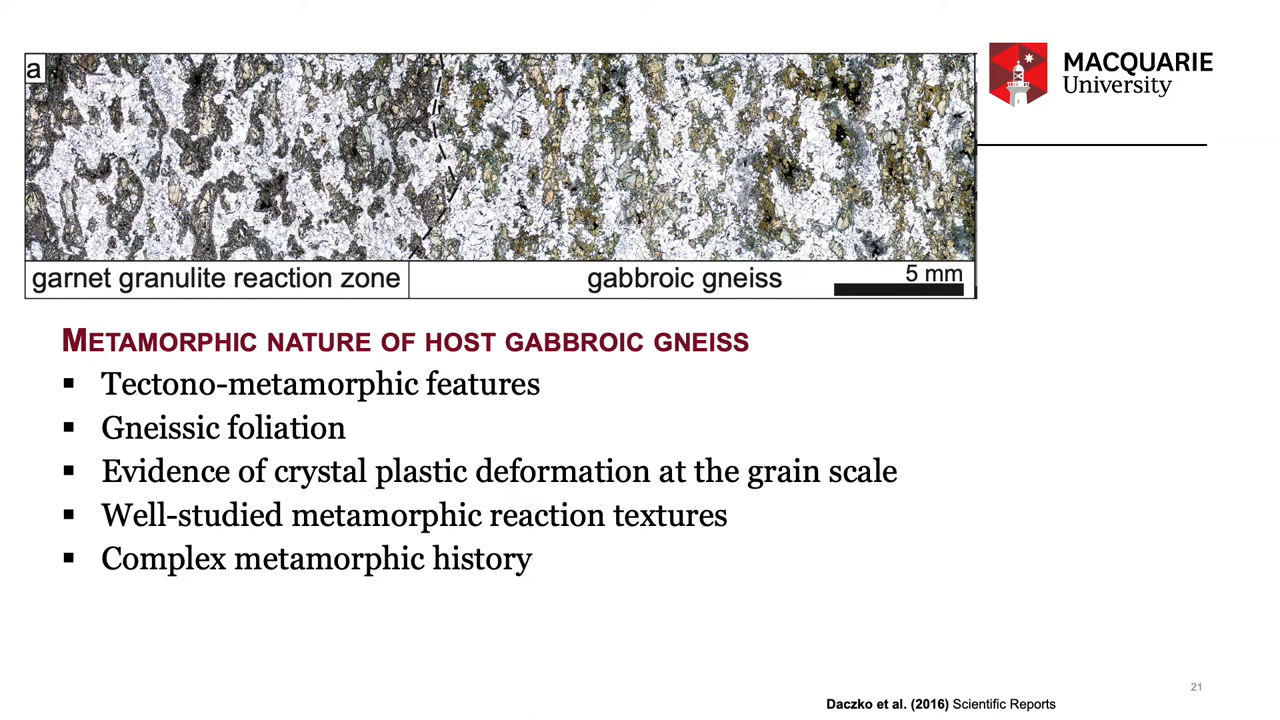 a
MACQUARIE
University
garnet granulite reaction zone
gabbroic gneiss
5 mm
METAMORPHIC NATURE OF HOST GABBROIC GNEISS
▪ Tectono-metamorphic features
▪ Gneissic foliation
▪ Evidence of crystal plastic deformation at the grain scale
▪ Well-studied metamorphic reaction textures
▪ Complex metamorphic history
21
Daczko et al. (2016) Scientific Reports